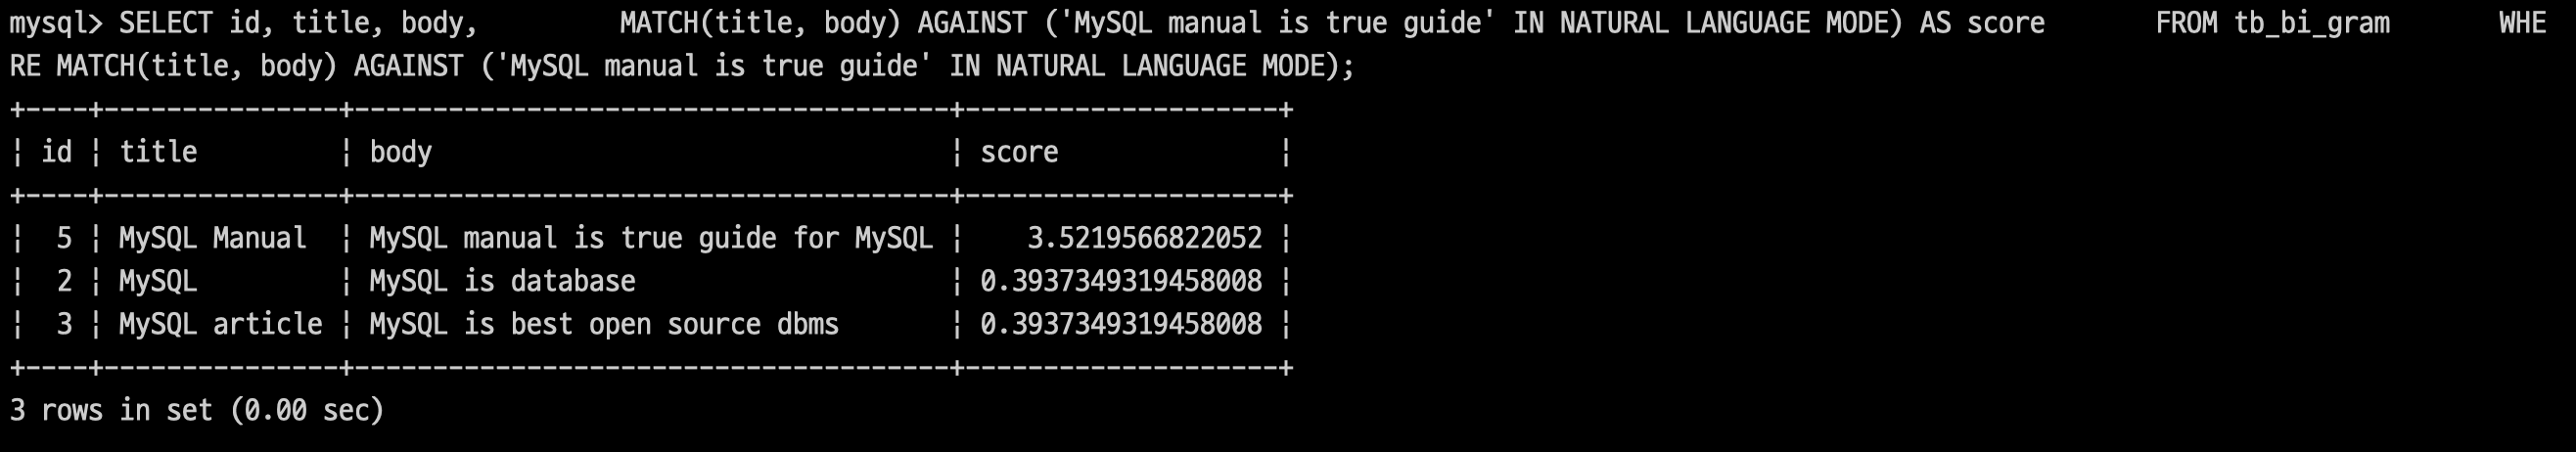 mysql> SELECT id, title, body,         MATCH(title, body) AGAINST ('MySQL manual is true guide' IN NATURAL LANGUAGE MODE) AS score       FROM tb_bi_gram       WHE
RE MATCH(title, body) AGAINST ('MySQL manual is true guide' IN NATURAL LANGUAGE MODE);
+----+---------------+--------------------------------------+--------------------+
| id | title         | body                                 | score              |
+----+---------------+--------------------------------------+--------------------+
|  5 | MySQL Manual  | MySQL manual is true guide for MySQL |    3.5219566822052 |
|  2 | MySQL         | MySQL is database                    | 0.3937349319458008 |
|  3 | MySQL article | MySQL is best open source dbms       | 0.3937349319458008 |
+----+---------------+--------------------------------------+--------------------+
3 rows in set (0.00 sec)